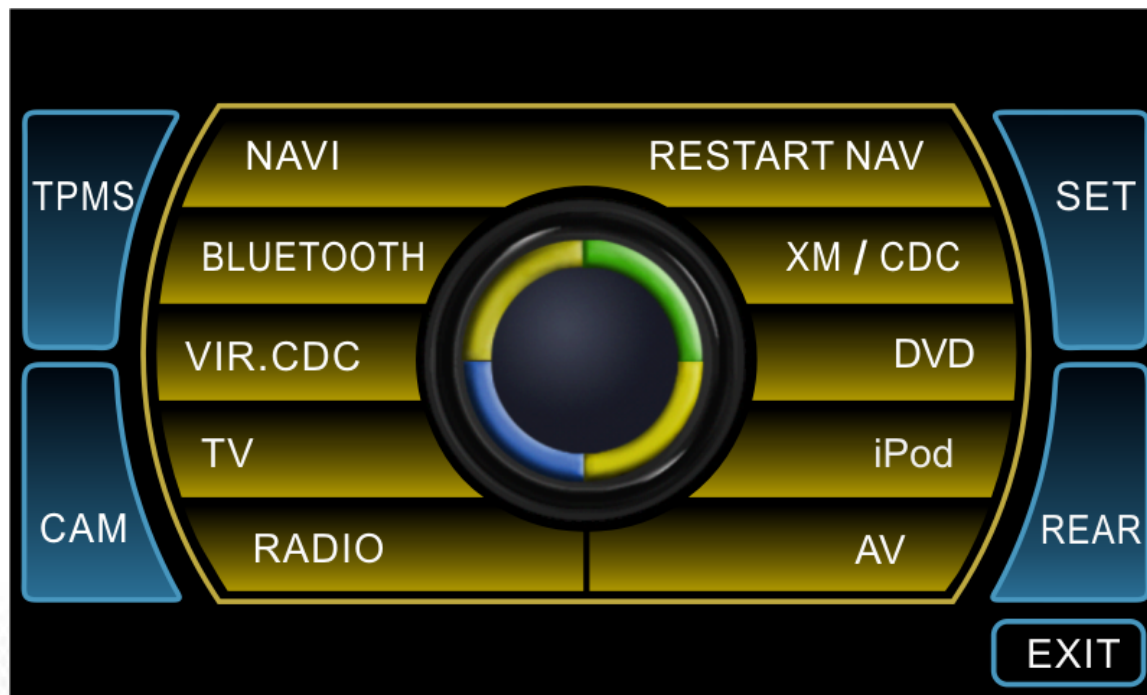 NAVI
RESTART NAV
TPMS
SET
BLUETOOTH
XM / CDC
VIR.CDC
DVD
TV
iPod
CAM
REAR
RADIO
AV
EXIT